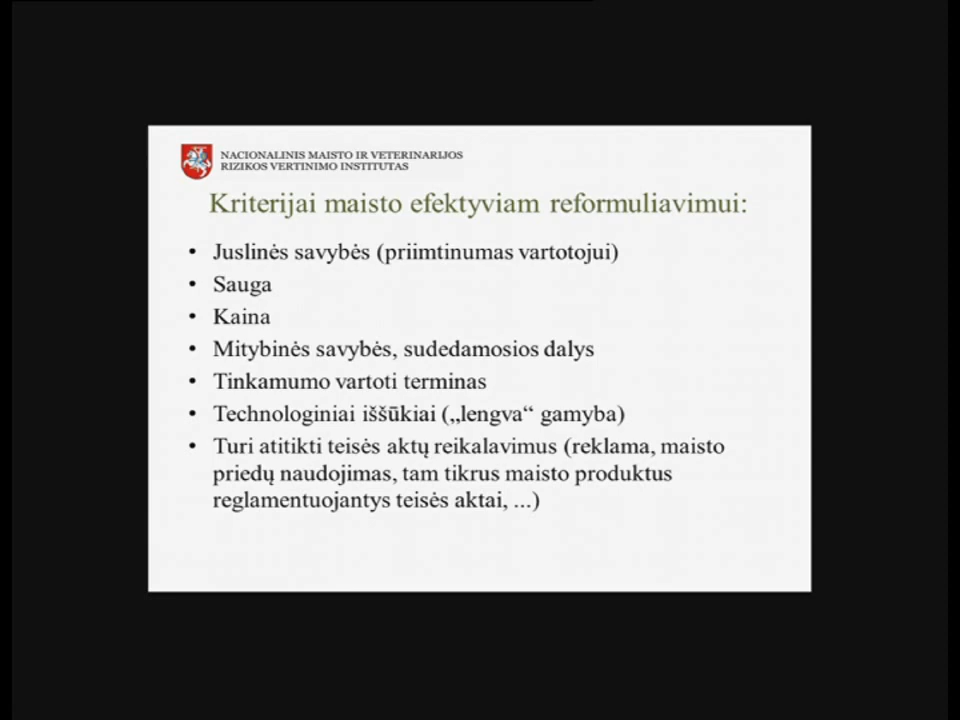 NACIONALINIS MAISTO IR VETERINARIJOS
RIZIKOS VERTINIMO INSTITUTAS
Kriterijai maisto efektyviam reformuliavimui:
• Juslinės savybės (priimtinumas vartotojui)
• Sauga
• Kaina
• Mitybinės savybės, sudedamosios dalys
• Tinkamumo vartoti terminas
• Technologiniai iššūkiai („lengva“ gamyba)
• Turi atitikti teisės aktų reikalavimus (reklama, maisto
priedų naudojimas, tam tikrus maisto produktus
reglamentuojantys teisės aktai, ...)